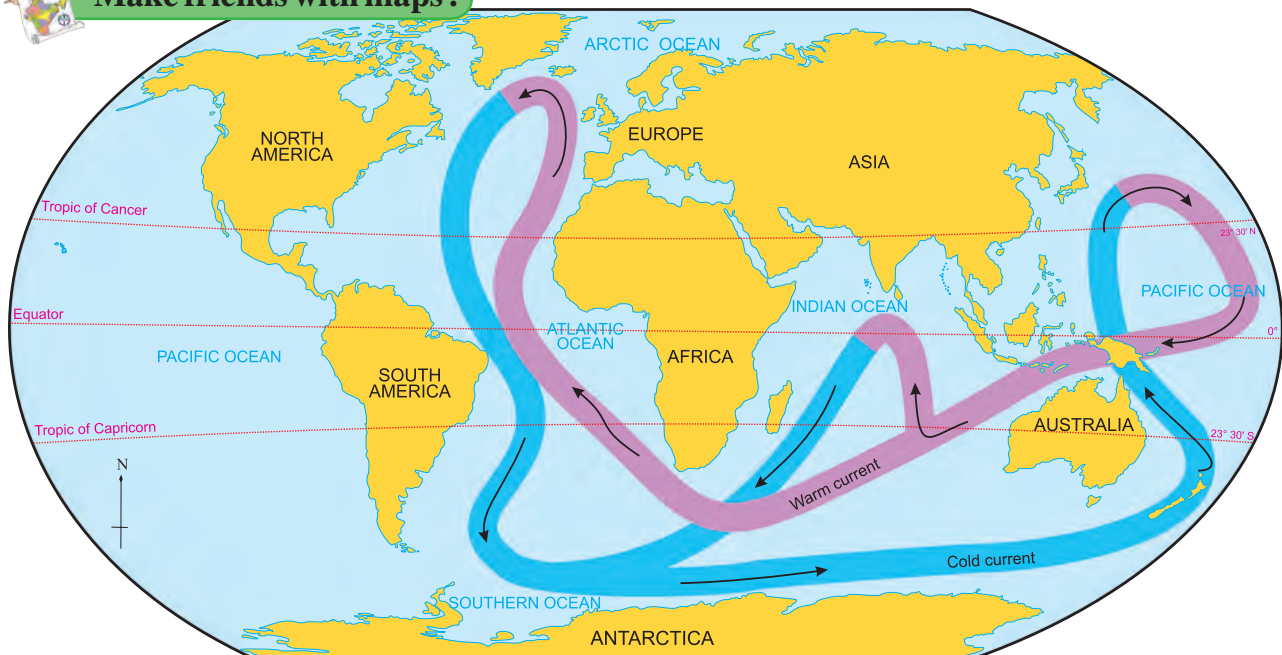 Make friends with maps !
ARCTIC OCEAN
NORTH
AMERICA
EUROPE
ASIA
Tropic of Cancer
23° 30' N
PACIFIC OCEAN
INDIAN OCEAN
Equator
0°
ATLANTIC
OCEAN
PACIFIC OCEAN
AFRICA
SOUTH
AMERICA
AUSTRALIA
Tropic of Capricorn
23° 30' S
N
Warm current
Cold current
SOUTHERN OCEAN
ANTARCTICA